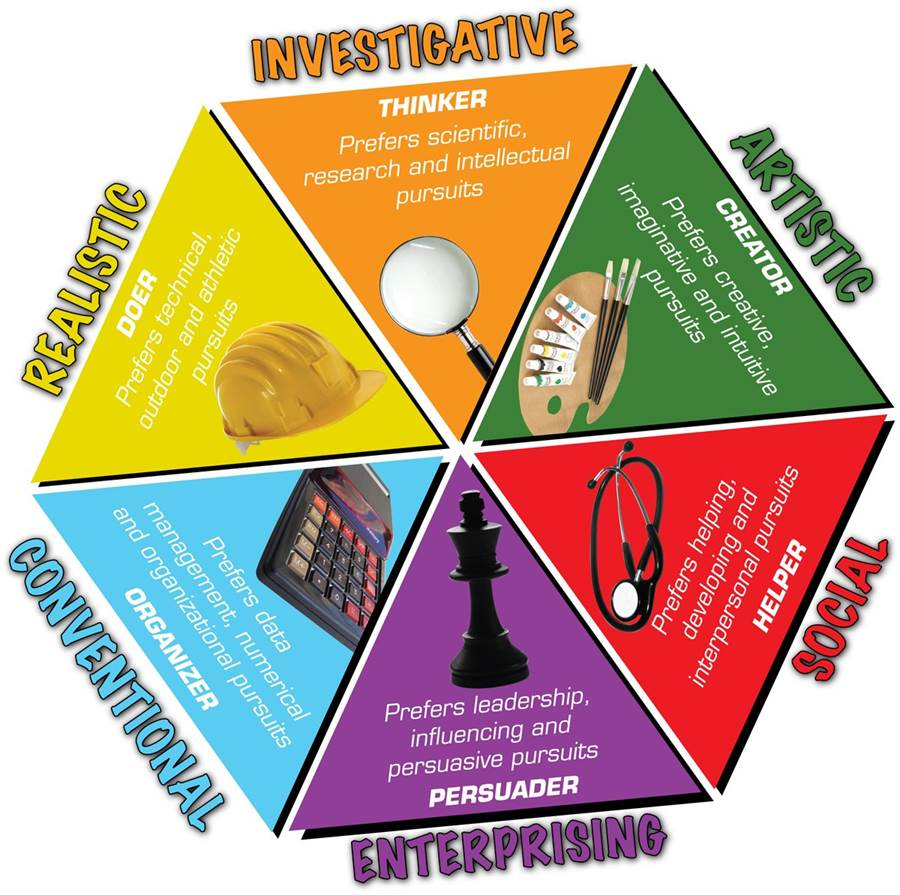 INVESTIGATIVE
THINKER
Prefers scientific,
research and intellectual
pursuits
ARTISTIC
CREATOR
Prefers creative,
imaginative and intuitive
pursuits
SOCIAL
Prefers helping,
developing and
interpersonal pursuits
HELPER
ENTERPRISING
Prefers leadership,
influencing and
persuasive pursuits
PERSUADER
CONVENTIONAL
Prefers data
management, numerical
and organizational pursuits
ORGANIZER
REALISTIC
DOER
Prefers technical,
outdoor and athletic
pursuits